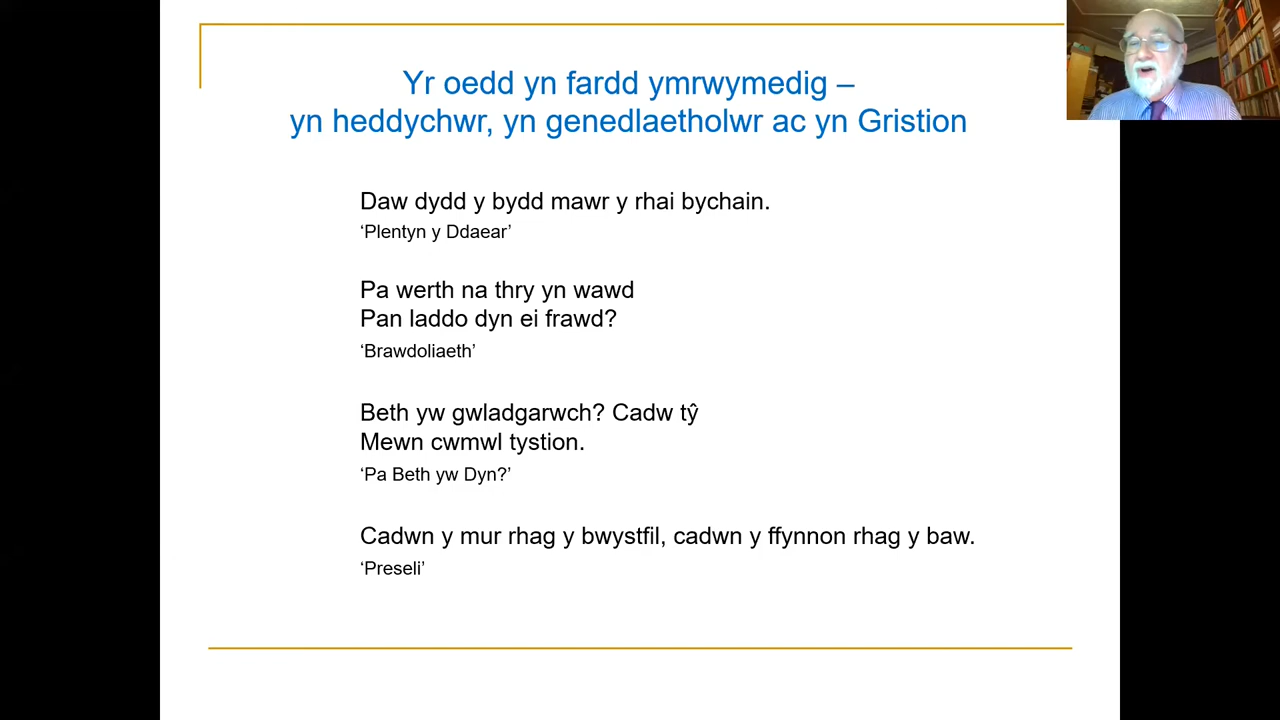 Yr oedd yn fardd ymrwymedig –
yn heddychwr, yn genedlaetholwr ac yn Gristion
Daw dydd y bydd mawr y rhai bychain.
‘Plentyn y Ddaear’
Pa werth na thry yn wawd
Pan laddo dyn ei frawd?
‘Brawdoliaeth’
Beth yw gwladgarwch? Cadw tŷ
Mewn cwmwl tystion.
‘Pa Beth yw Dyn?’
Cadwn y mur rhag y bwystfil, cadwn y ffynnon rhag y baw.
‘Preseli’